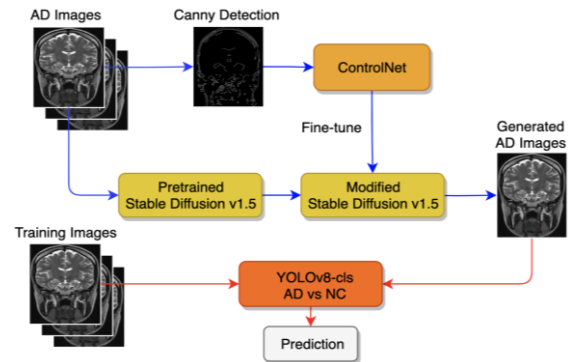 AD Images
Canny Detection
ControlNet
Fine-tune
Generated
AD Images
Pretrained
Stable Diffusion v1.5
Modified
Stable Diffusion v1.5
Training Images
YOLOv8-cls
AD vs NC
Prediction